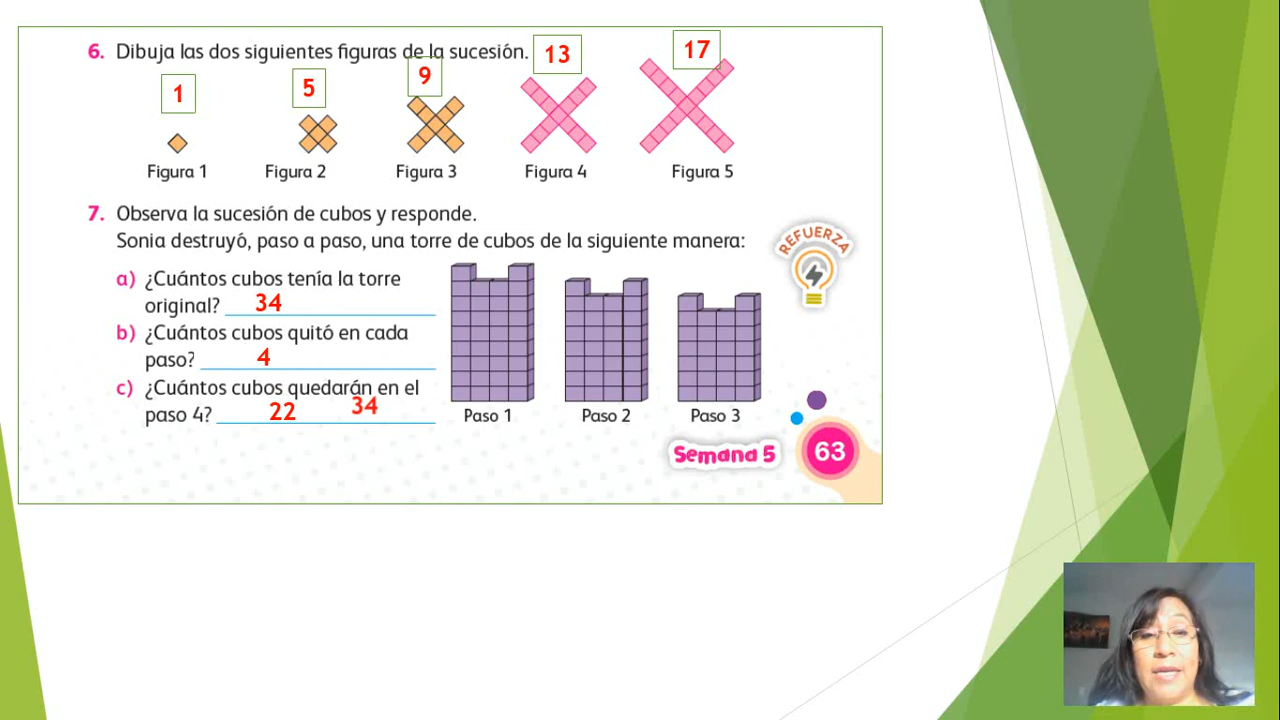 6. Dibuja las dos siguientes figuras de la sucesión.
1 5 9 13 17
Figura 1 Figura 2 Figura 3 Figura 4 Figura 5
7. Observa la sucesión de cubos y responde.
Sonia destruyó, paso a paso, una torre de cubos de la siguiente manera:
REFUERZA
a) ¿Cuántos cubos tenía la torre
original? 34
b) ¿Cuántos cubos quitó en cada
paso? 4
c) ¿Cuántos cubos quedarán en el
paso 4? 22 34
Paso 1 Paso 2 Paso 3
Semana 5 63